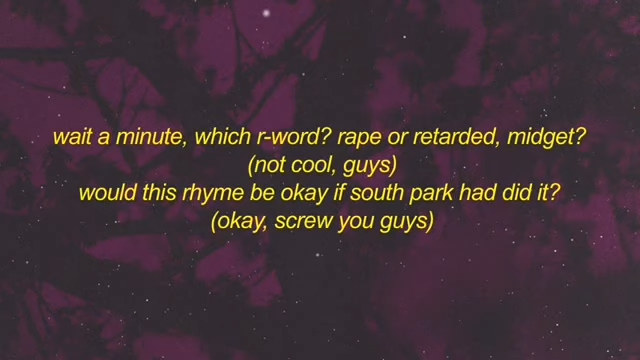 wait a minute, which r-word? rape or retarded, midget?
(not cool, guys)
would this rhyme be okay if south park had did it?
(okay, screw you guys)